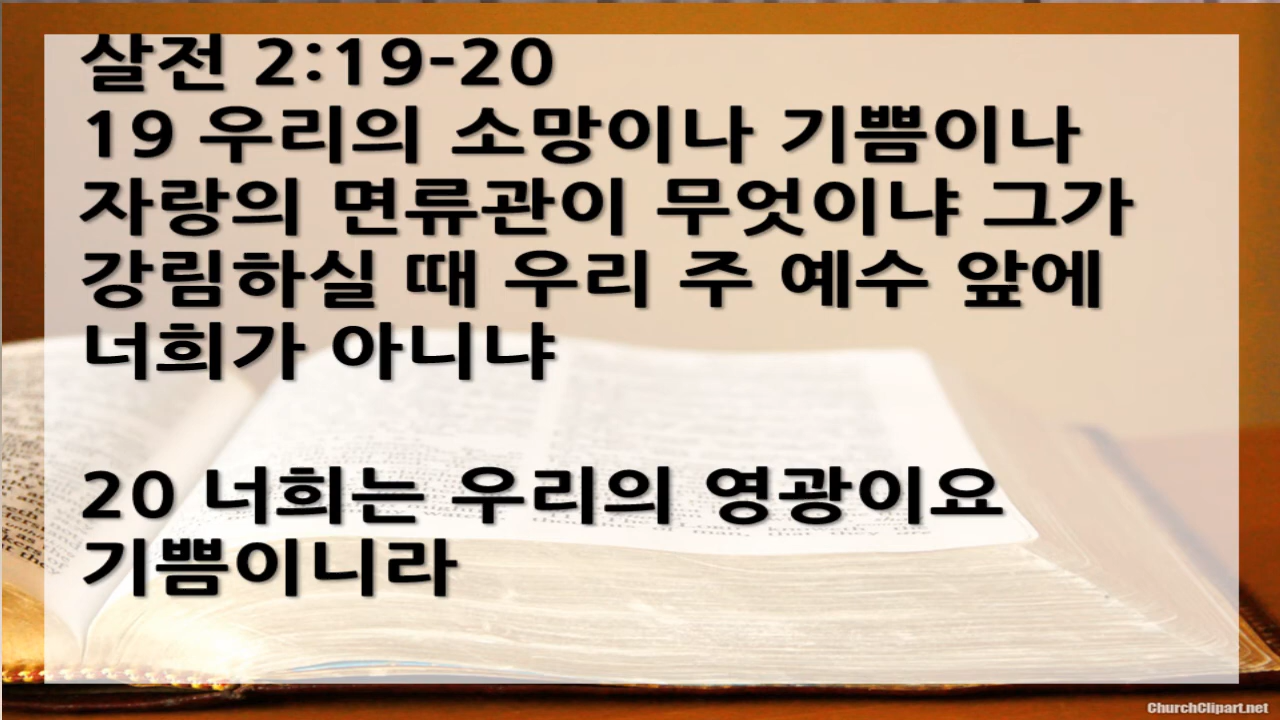 살전 2:19-20
19 우리의 소망이나 기쁨이나
자랑의 면류관이 무엇이냐 그가
강림하실 때 우리 주 예수 앞에
너희가 아니냐
20 너희는 우리의 영광이요
기쁨이니라
ChurchClipart.net